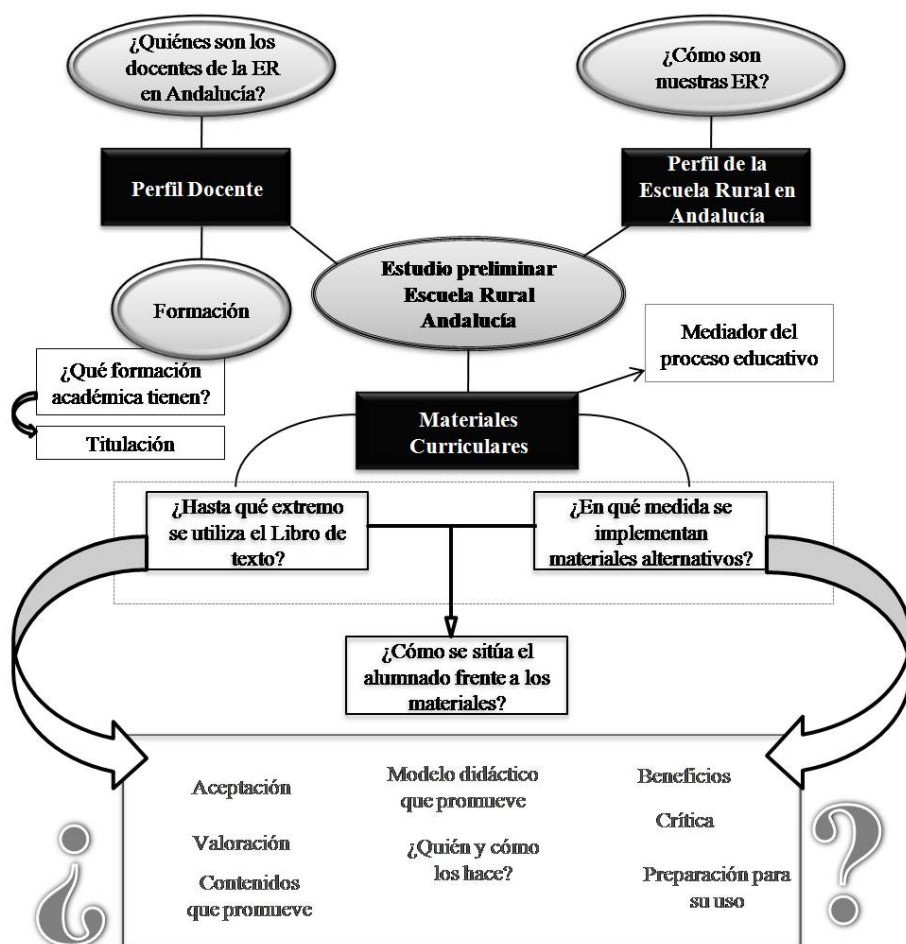 ¿Quiénes son los
docentes de la ER
en Andalucía?
¿Cómo son
nuestras ER?
Perfil Docente
Perfil de la
Escuela Rural en
Andalucía
Estudio preliminar
Escuela Rural
Andalucía
Formación
Mediador del
proceso educativo
¿Qué formación
académica tienen?
Titulación
Materiales
Curriculares
¿Hasta qué extremo
se utiliza el Libro de
texto?
¿En qué medida se
implementan
materiales alternativos?
¿Cómo se sitúa el
alumnado frente a los
materiales?
¿
Aceptación
Valoración
Contenidos
que promueve
Modelo didáctico
que promueve
¿Quién y cómo
los hace?
Beneficios
Crítica
Preparación para
su uso
?